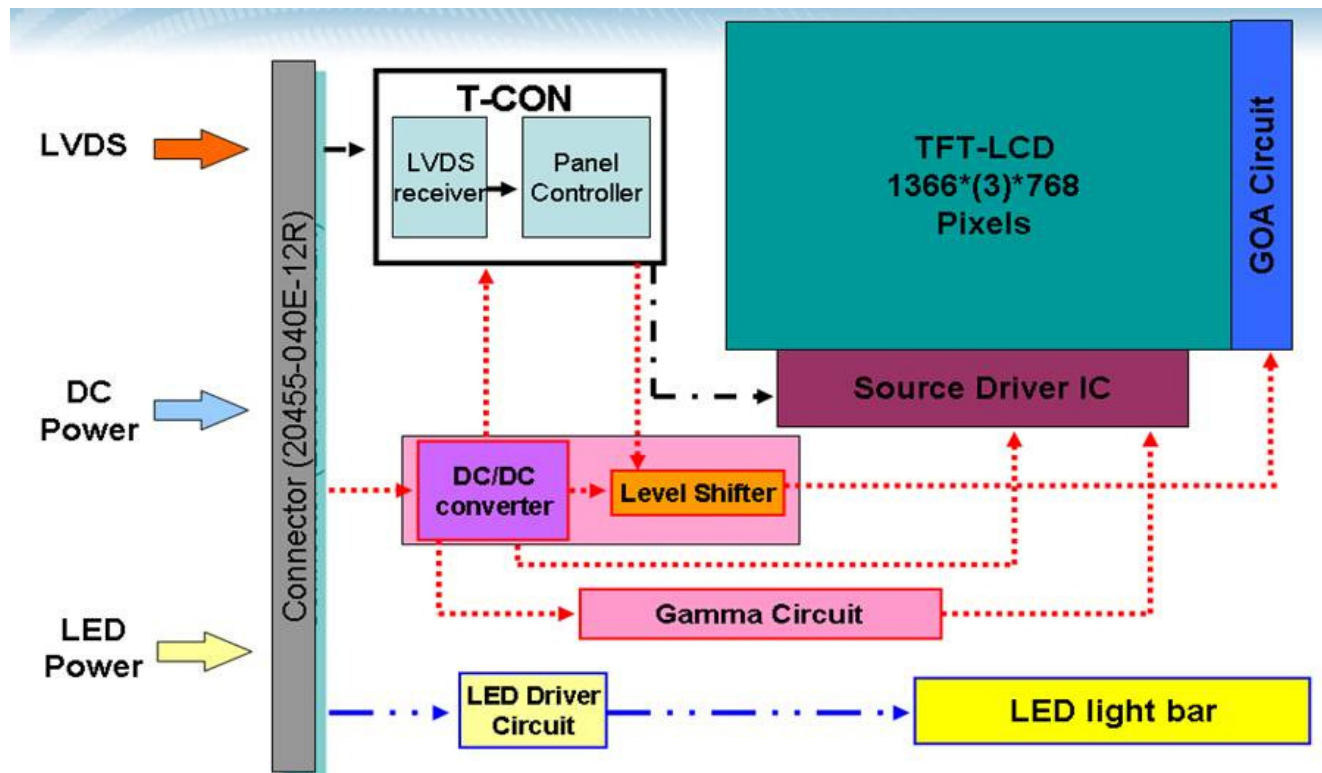 LVDS
DC
Power
LED
Power
Connector (20455-040E-12R)
T-CON
LVDS
receiver
Panel
Controller
TFT-LCD
1366*(3)*768
Pixels
GOA Circuit
Source Driver IC
DC/DC
converter
Level Shifter
Gamma Circuit
LED Driver
Circuit
LED light bar